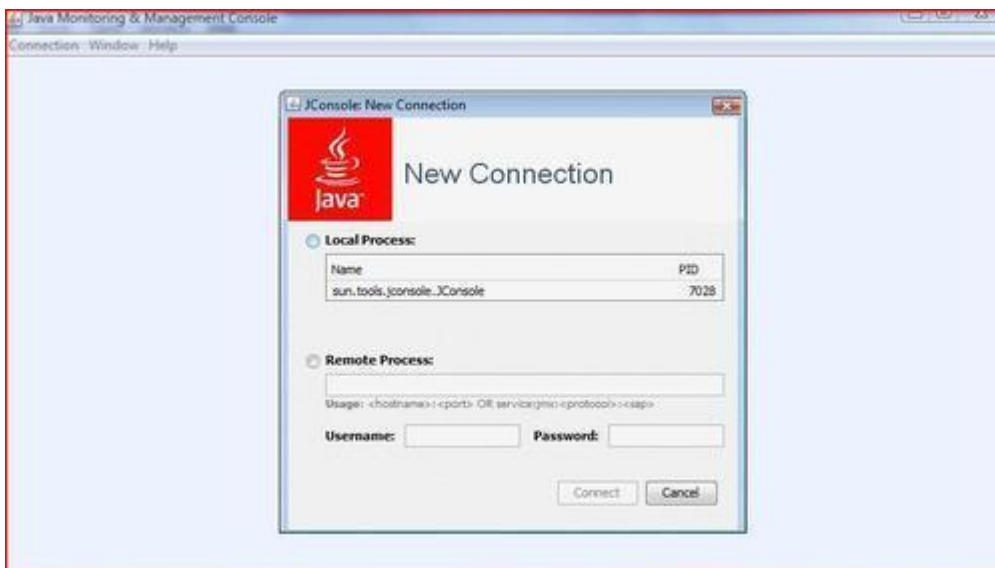 Java Monitoring & Management Console
Connection Window Help
JConsole: New Connection
Java
New Connection
Local Process:
Name PID
sun.tools.jconsole.JConsole 7028
Remote Process:
Usage: <hostname>:<port> OR service:jmx:<protocol>:<sap>
Username: Password:
Connect Cancel